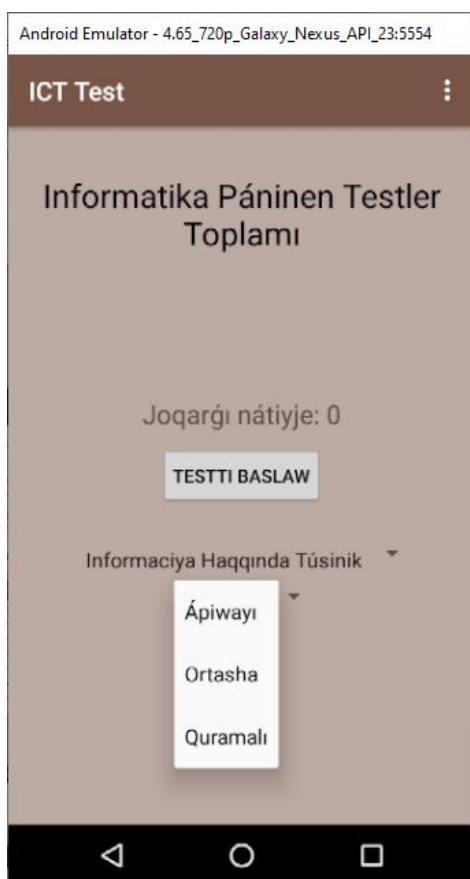 Android Emulator - 4.65_720p_Galaxy_Nexus_API_23:5554
ICT Test
Informatika Páninen Testler
Toplamı
Joqarǵı nátiyje: 0
TESTTI BASLAW
Informaciya Haqqında Túsinik
Ápiwayı
Ortasha
Quramalı